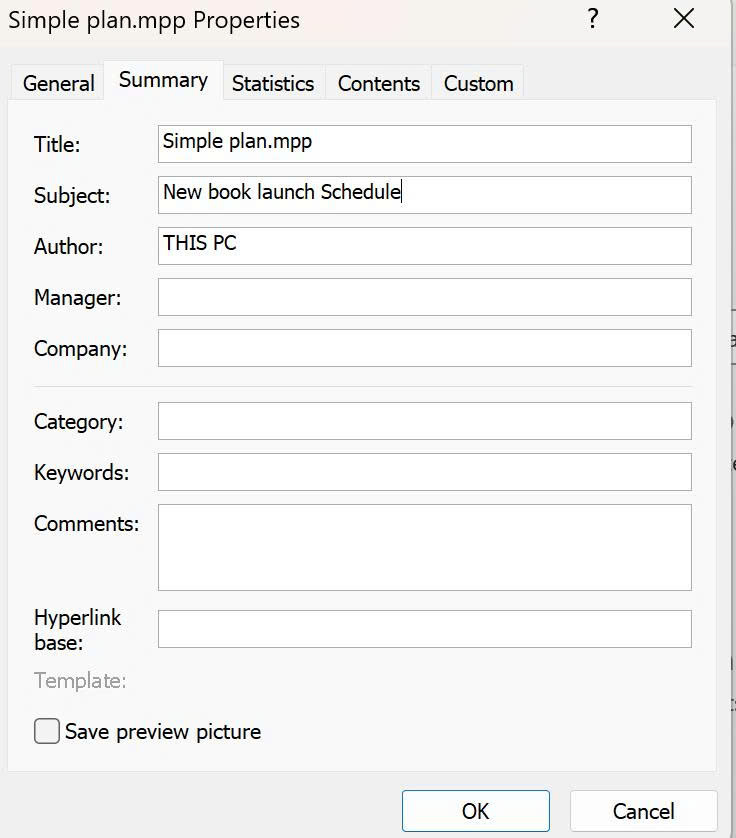 Simple plan.mpp Properties ?
General Summary Statistics Contents Custom
Title: Simple plan.mpp
Subject: New book launch Schedule
Author: THIS PC
Manager:
Company:
Category:
Keywords:
Comments:
Hyperlink
base:
Template:
Save preview picture
OK Cancel